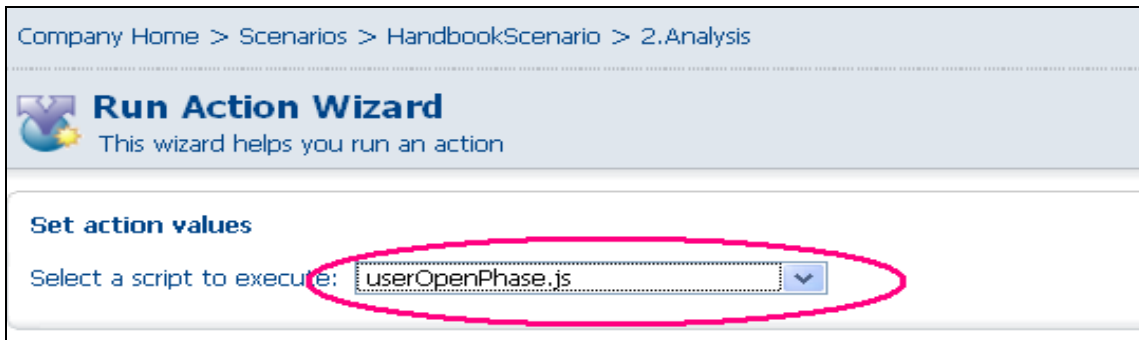 Company Home > Scenarios > HandbookScenario > 2.Analysis
Run Action Wizard
This wizard helps you run an action
Set action values
Select a script to execute: userOpenPhase.js